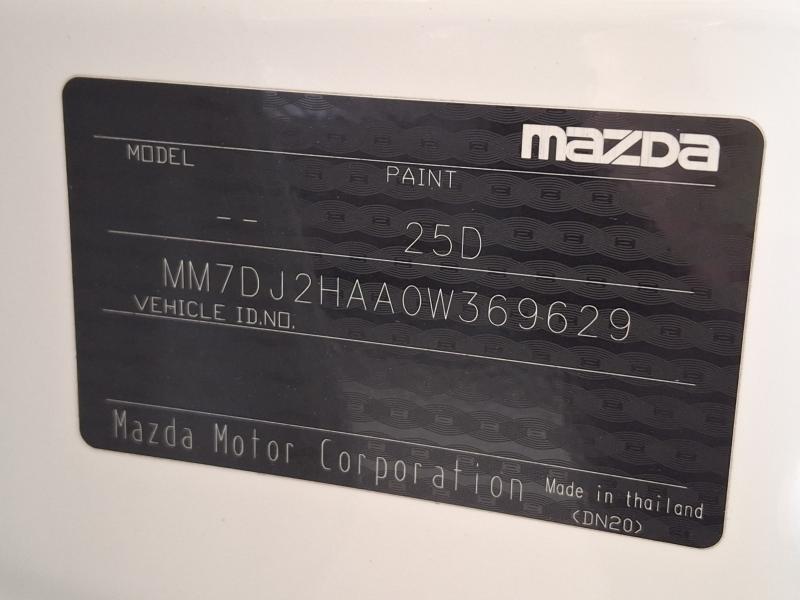 mazda
MODEL PAINT
-- 25D
MM7DJ2HAA0W369629
VEHICLE ID.NO.
Mazda Motor Corporation Made in thailand
<DN20>